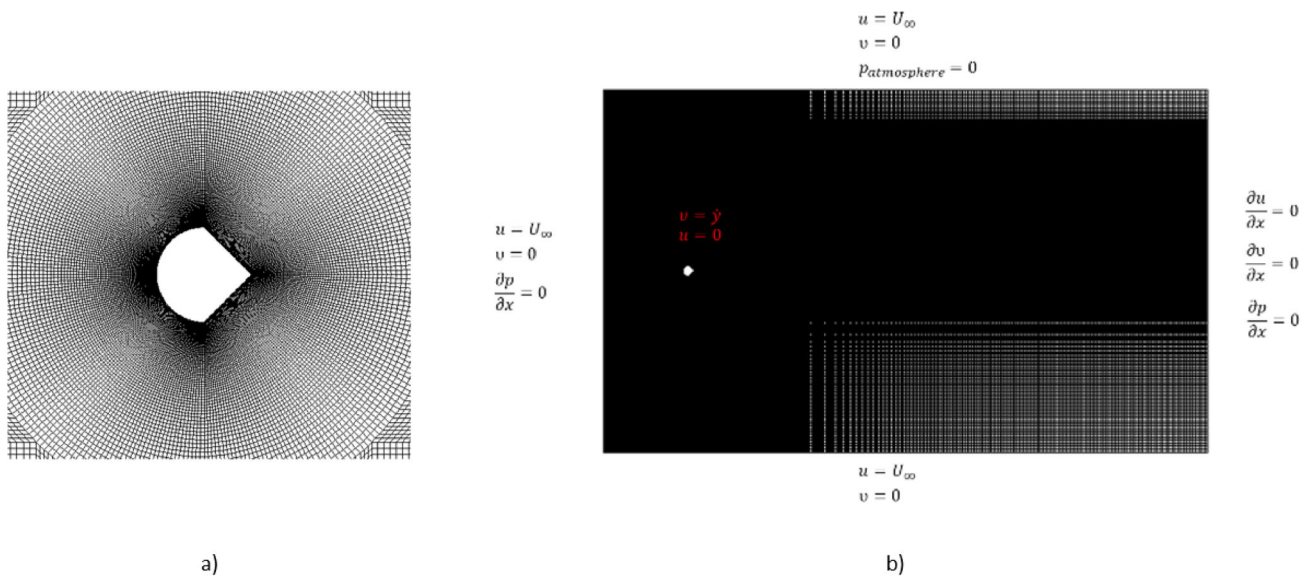 u = U∞
υ = 0
p_atmosphere = 0
u = U∞
υ = 0
∂p/∂x = 0
υ = ẏ
u = 0
∂u/∂x = 0
∂υ/∂x = 0
∂p/∂x = 0
u = U∞
υ = 0
a)
b)